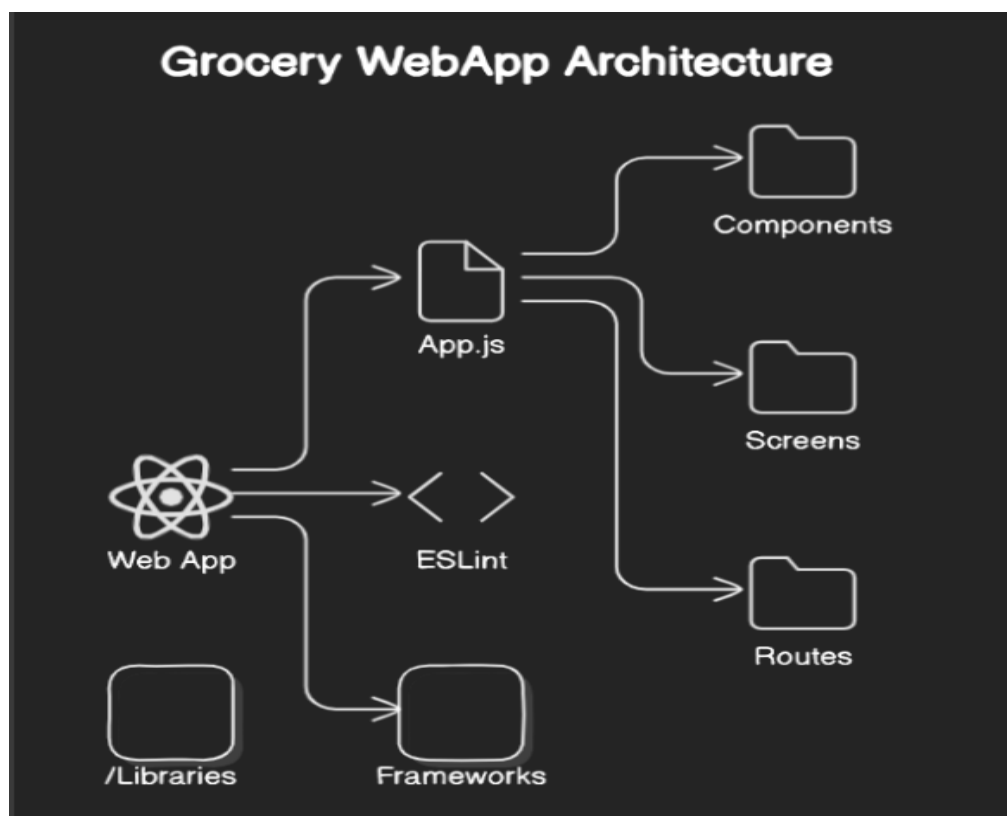 Grocery WebApp Architecture
Components
App.js
Screens
Web App
ESLint
Routes
/Libraries
Frameworks